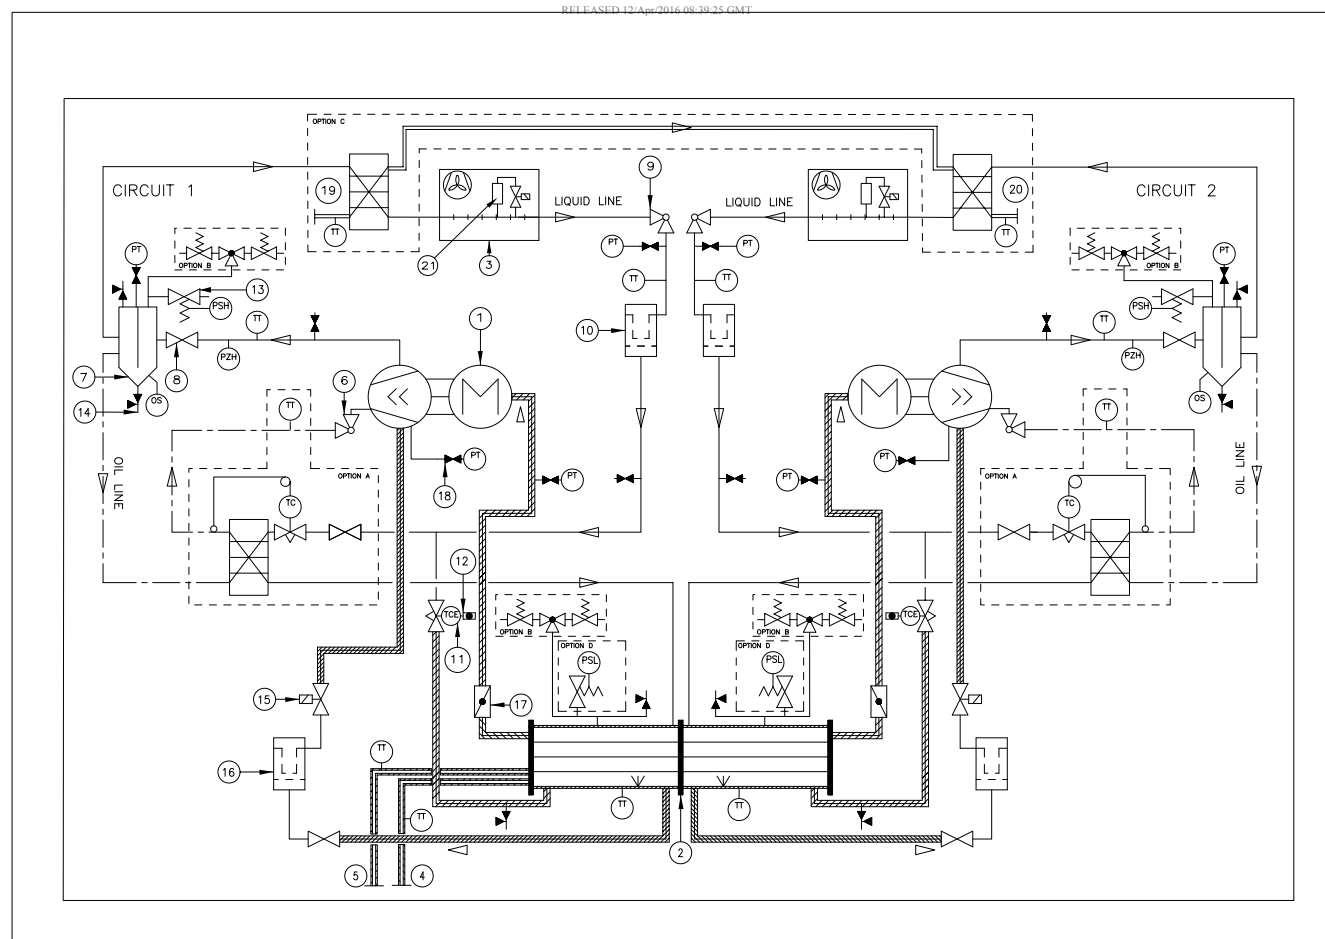 RELEASED 12/Apr/2016 08:39:25 GMT
OPTION C
9
CIRCUIT 1
19
LIQUID LINE
LIQUID LINE
20
CIRCUIT 2
TT
TT
PT
OPTION B
21
3
PT
PT
OPTION B
PT
13
TT
TT
PSH
PSH
1
10
TT
TT
PZH
PZH
7
8
6
14
OS
OS
TT
TT
OIL LINE
OPTION A
PT
18
PT
PT
PT
OPTION A
OIL LINE
TC
TC
12
TCE
TCE
OPTION B
OPTION B
11
OPTION D
OPTION D
PSL
PSL
15
17
16
TT
TT
TT
TT
2
5
4